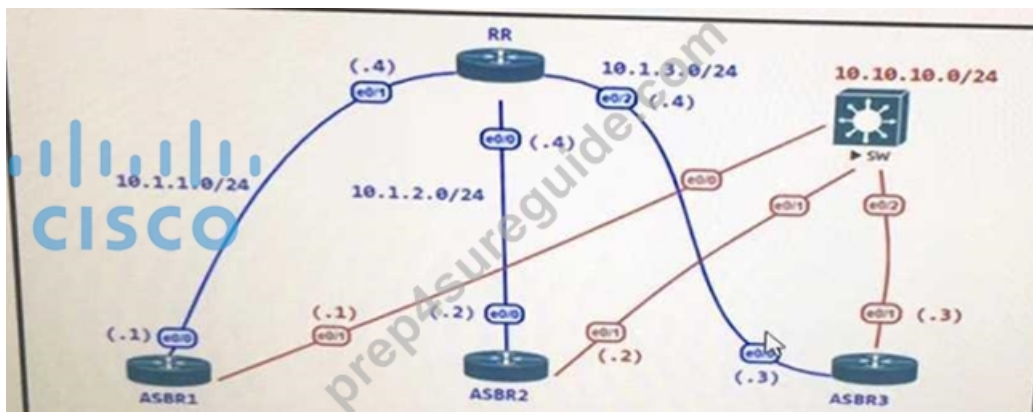 RR
(.4)
10.1.3.0/24
10.10.10.0/24
e0/1
e0/2
(.4)
e0/0
(.4)
SW
10.1.1.0/24
10.1.2.0/24
e0/0
e0/1
e0/2
CISCO
prep4sureguide.com
(.1)
e0/0
(.1)
e0/1
(.2)
e0/0
e0/1
(.2)
e0/1
(.3)
(.3)
ASBR1
ASBR2
ASBR3